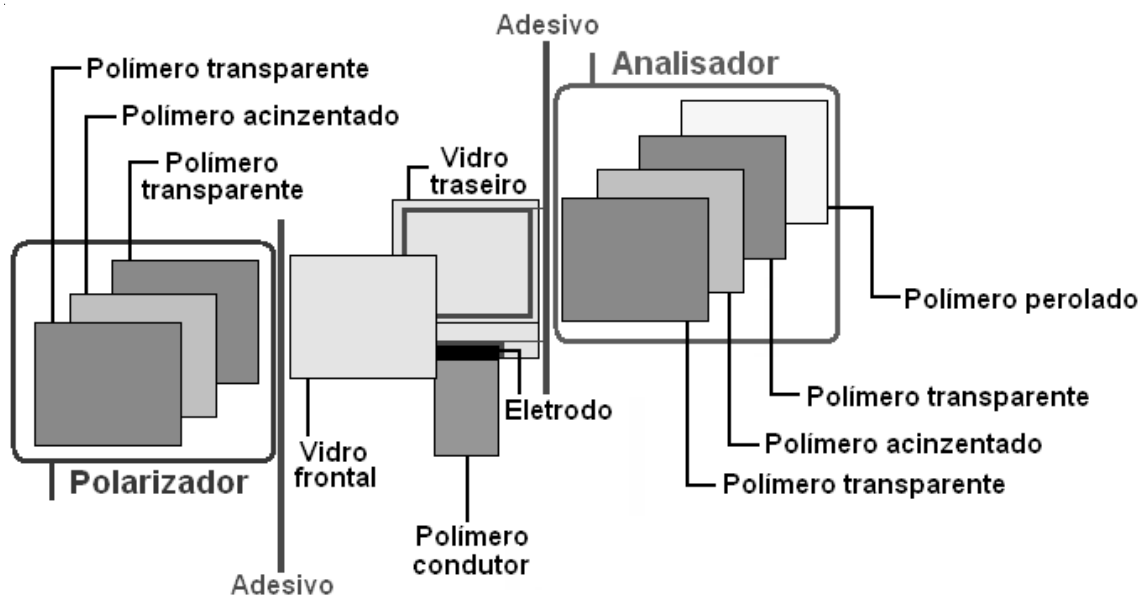 Adesivo
Analisador
Polímero transparente
Polímero acinzentado
Polímero
transparente
Vidro
traseiro
Polímero perolado
Polímero transparente
Eletrodo
Polímero acinzentado
Vidro
frontal
Polarizador
Polímero transparente
Polímero
condutor
Adesivo